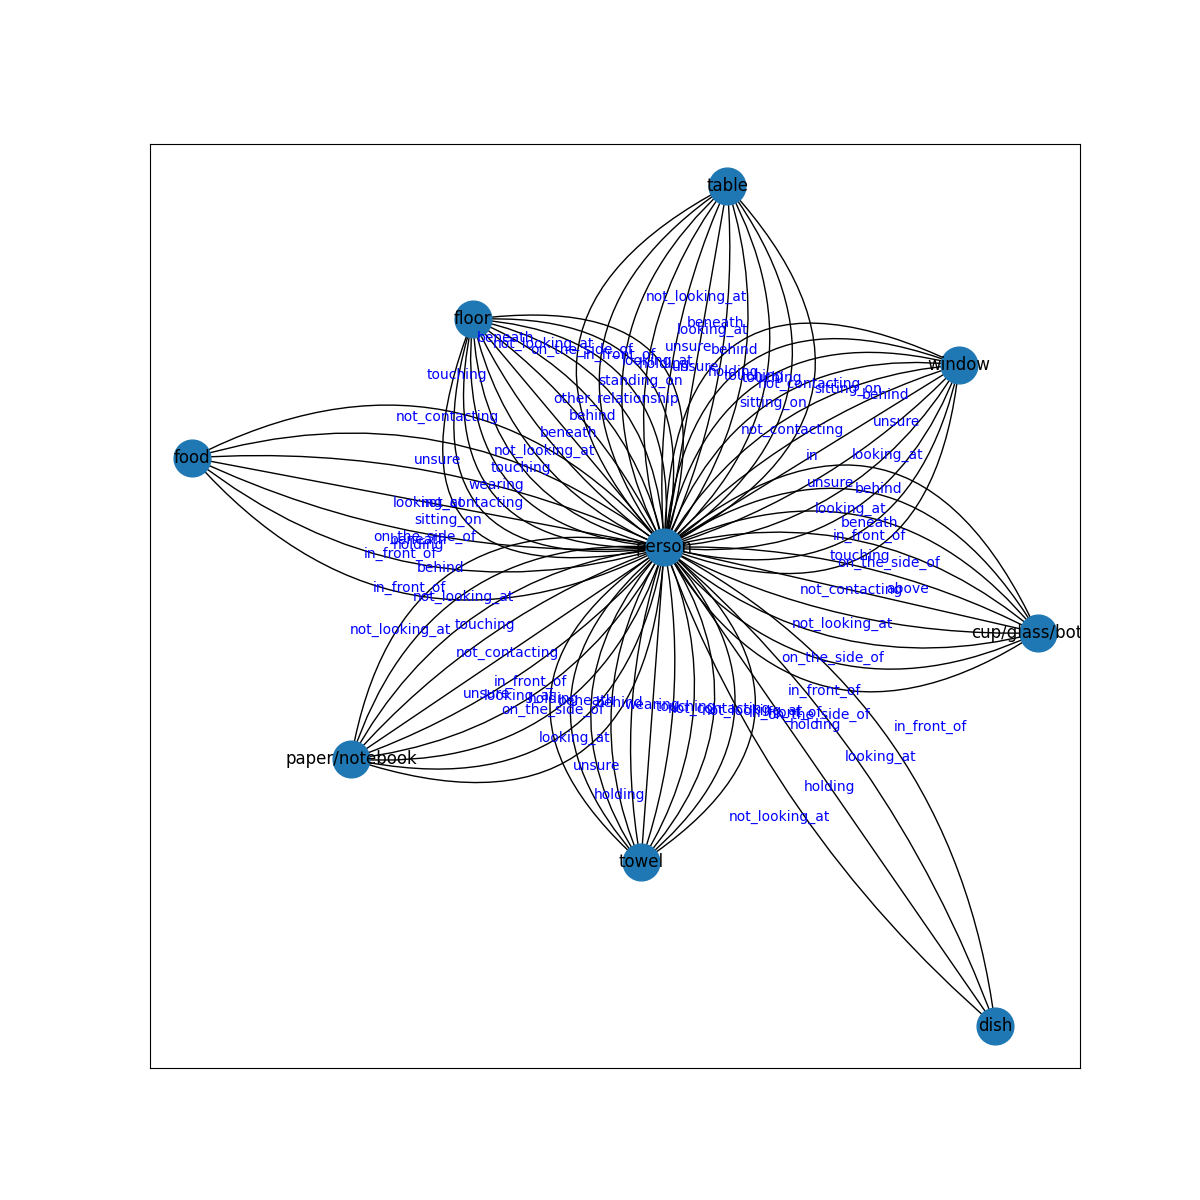 table
not_looking_at
floor
beneath
looking_at
beneath
not_looking_at
unsure
behind
on_the_side_of
in_front_of
looking_at
holding
unsure
window
holding
touching
touching
touching
standing_on
not_contacting
sitting_on
behind
other_relationship
sitting_on
not_contacting
behind
unsure
not_contacting
beneath
not_looking_at
in
looking_at
food
unsure
touching
wearing
unsure
behind
looking_at
not_contacting
looking_at
sitting_on
beneath
on_the_side_of
in_front_of
beneath
holding
person
in_front_of
touching
behind
on_the_side_of
in_front_of
not_looking_at
not_contacting
above
not_looking_at
touching
not_looking_at
cup/glass/bot
not_contacting
on_the_side_of
in_front_of
in_front_of
unsure
looking_at
holding
beneath
behind
wearing
touching
not_contacting
not_looking_at
in_front_of
on_the_side_of
on_the_side_of
holding
in_front_of
looking_at
looking_at
paper/notebook
unsure
holding
holding
not_looking_at
towel
dish